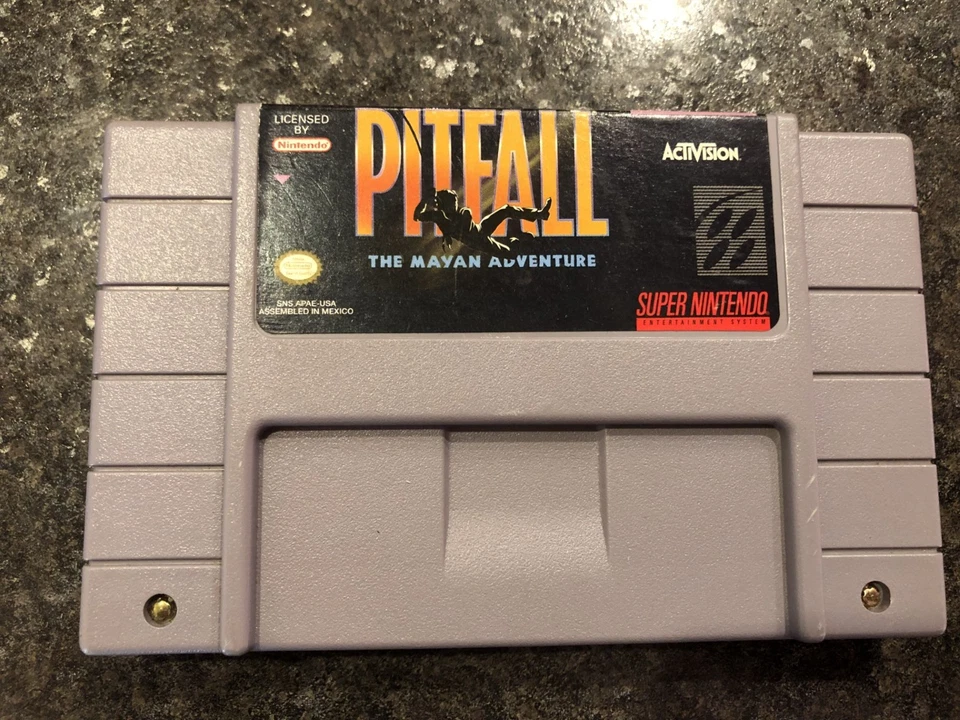 LICENSED
BY
Nintendo
PITFALL
THE MAYAN ADVENTURE
ACTIVISION
SNS APAE-USA
ASSEMBLED IN MEXICO
SUPER NINTENDO
ENTERTAINMENT SYSTEM